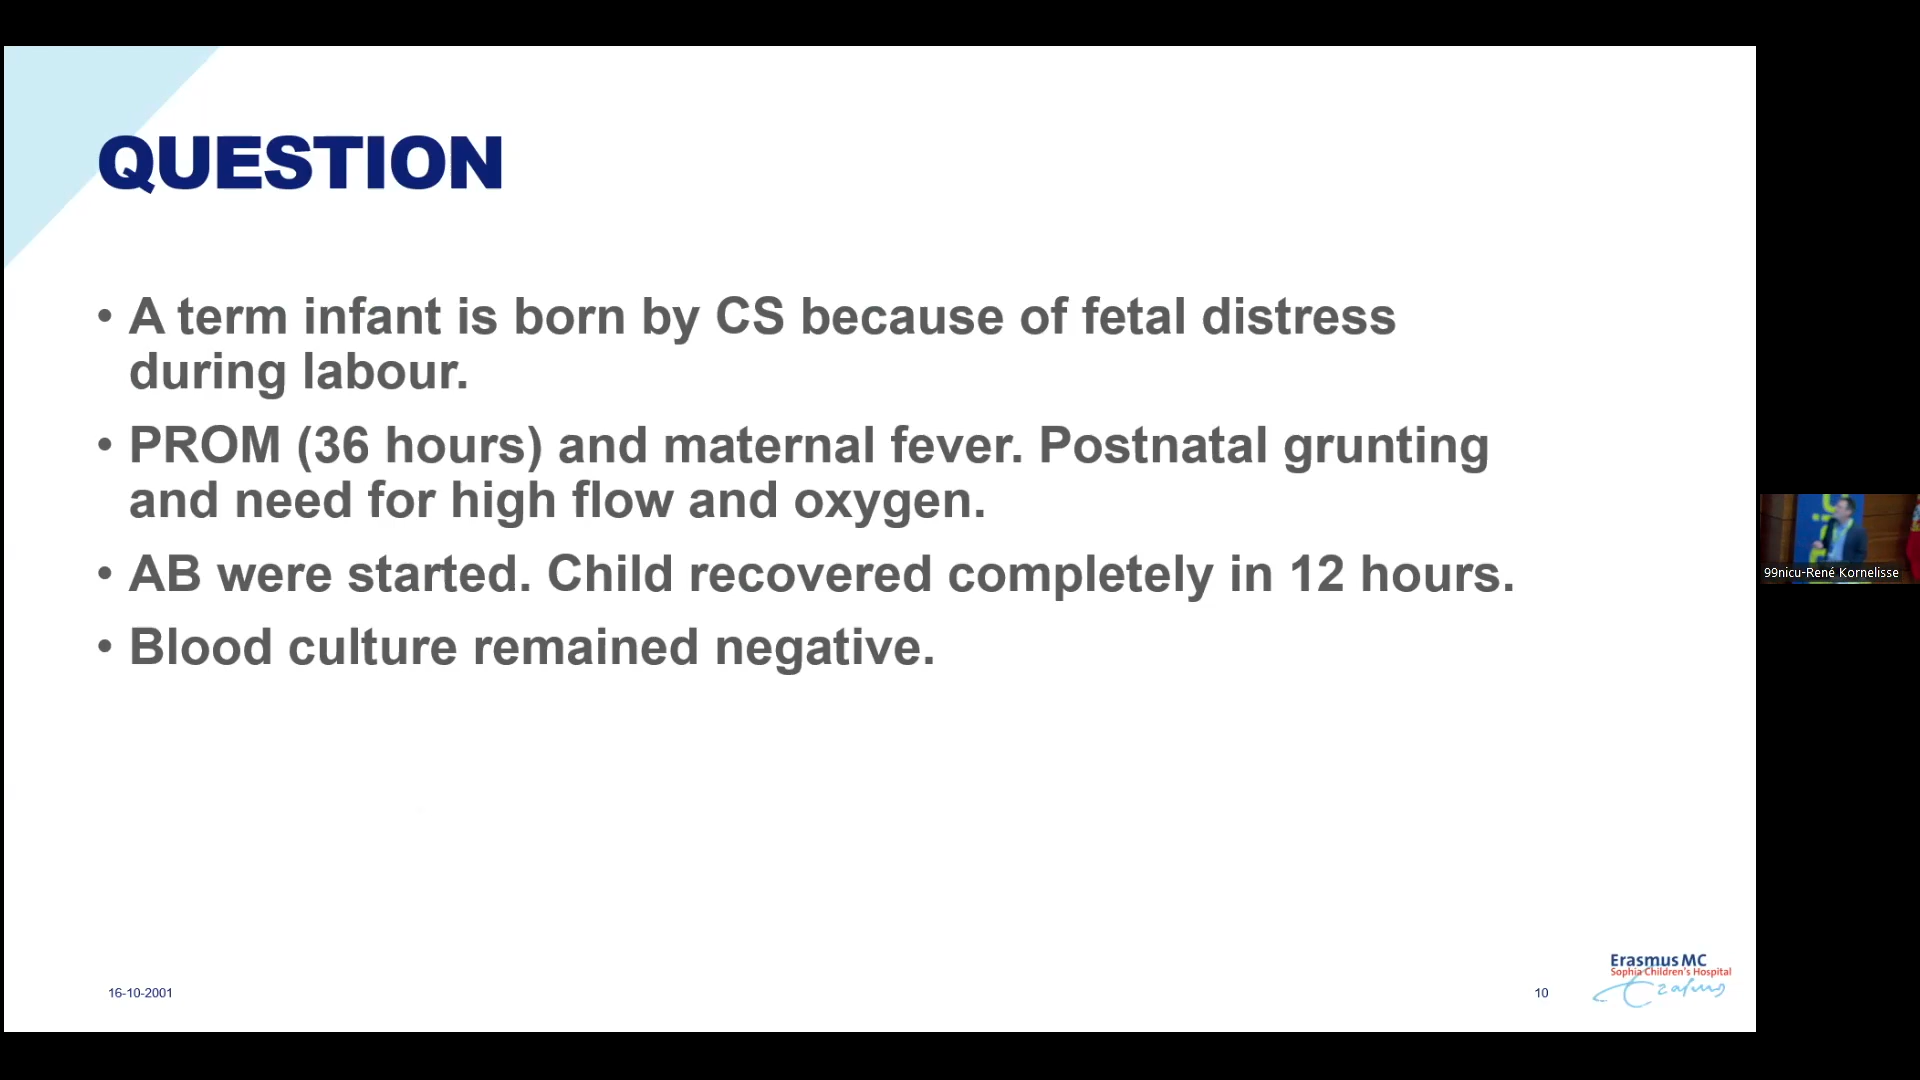 QUESTION
• A term infant is born by CS because of fetal distress
during labour.
• PROM (36 hours) and maternal fever. Postnatal grunting
and need for high flow and oxygen.
• AB were started. Child recovered completely in 12 hours.
• Blood culture remained negative.
99nicu-René Kornelisse
16-10-2001
10
Erasmus MC
Sophia Children's Hospital
Erasmus